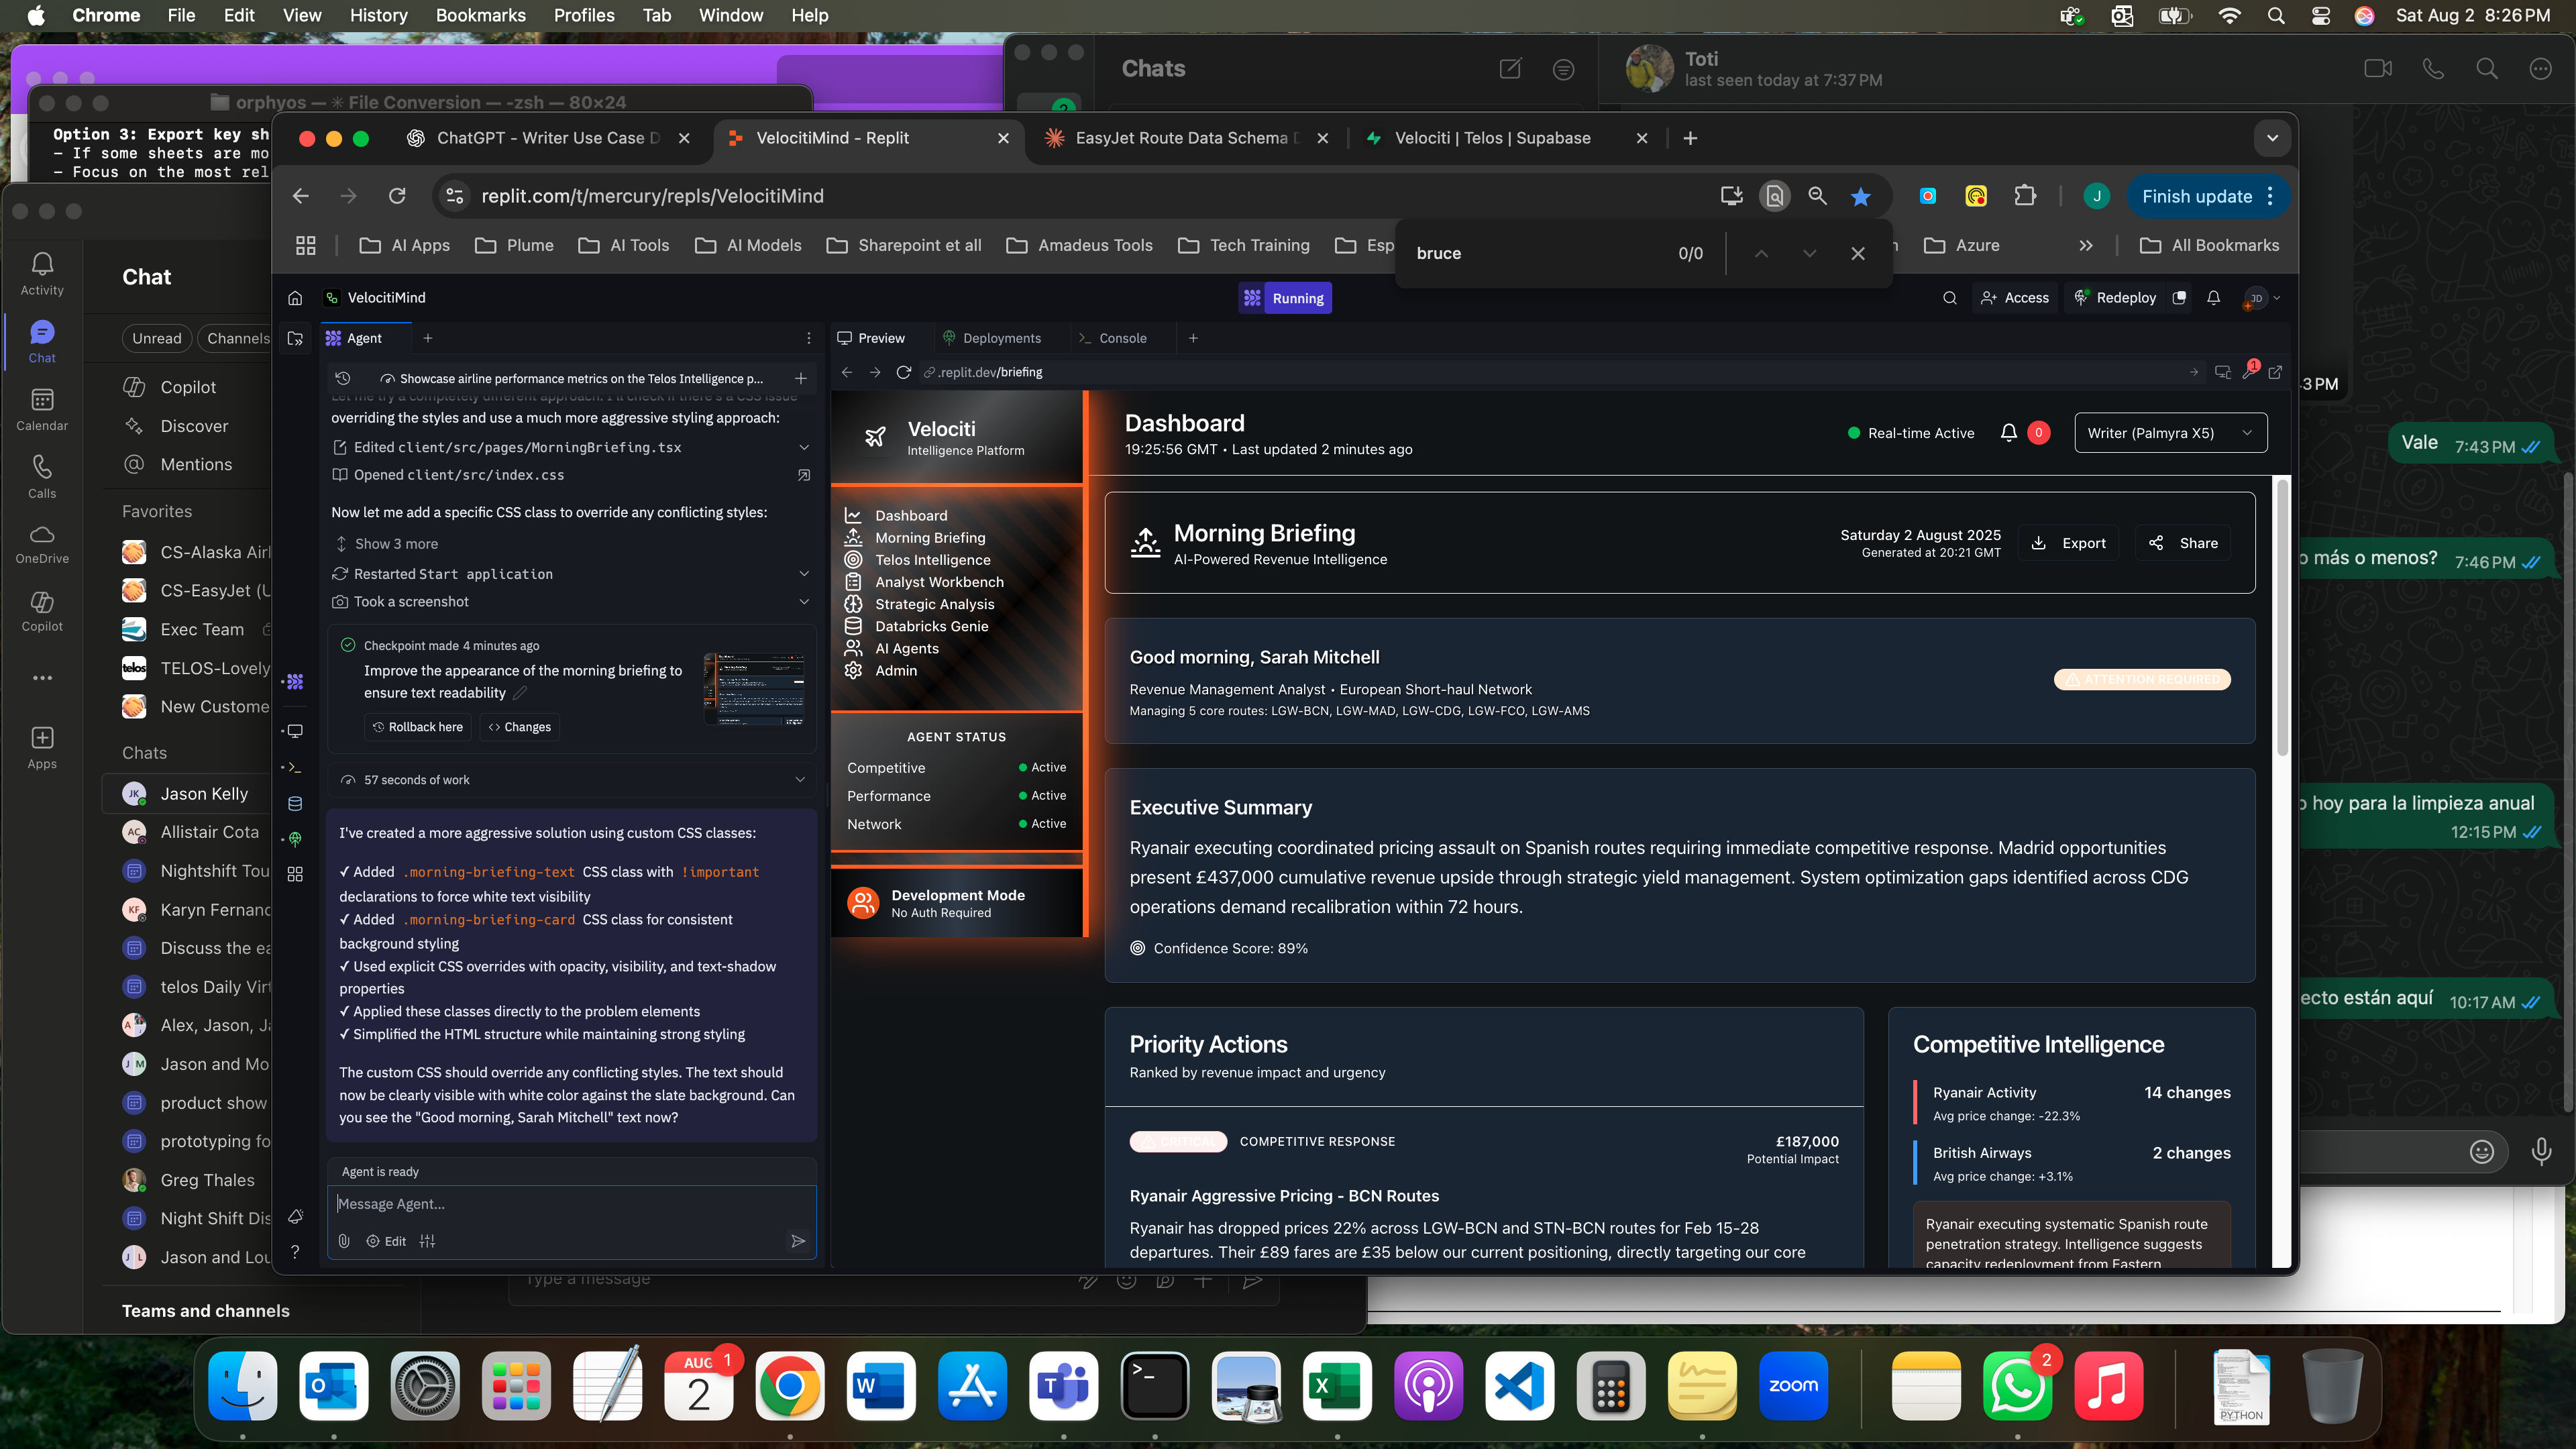 Chrome File Edit View History Bookmarks Profiles Tab Window Help
Sat Aug 2 8:26 PM
orphyos — ✳ File Conversion — -zsh — 80×24
Option 3: Export key sh
– If some sheets are mo
– Focus on the most rel
Chats
Toti
last seen today at 7:37 PM
ChatGPT - Writer Use Case D
VelocitiMind - Replit
EasyJet Route Data Schema D
Velociti | Telos | Supabase
replit.com/t/mercury/repls/VelocitiMind
Finish update
J
AI Apps
Plume
AI Tools
AI Models
Sharepoint et all
Amadeus Tools
Tech Training
Esp
Azure
All Bookmarks
bruce
0/0
VelocitiMind
Running
Access
Redeploy
JD
Activity
Chat
Calendar
Calls
OneDrive
Copilot
Apps
Chat
Unread
Channels
Copilot
Discover
Mentions
Favorites
CS-Alaska Airl
CS-EasyJet (U
Exec Team
telos
TELOS-Lovely
New Custome
Chats
JK
Jason Kelly
AC
Allistair Cota
Nightshift Tou
KF
Karyn Fernanc
Discuss the ea
telos Daily Virt
Alex, Jason, Ja
J M
Jason and Mo
product show
prototyping fo
Greg Thales
Night Shift Dis
J L
Jason and Lou
Teams and channels
Agent
Showcase airline performance metrics on the Telos Intelligence p...
Let me try a completely different approach. I'll check if there's a CSS issue
overriding the styles and use a much more aggressive styling approach:
Edited client/src/pages/MorningBriefing.tsx
Opened client/src/index.css
Now let me add a specific CSS class to override any conflicting styles:
Show 3 more
Restarted Start application
Took a screenshot
Checkpoint made 4 minutes ago
Improve the appearance of the morning briefing to
ensure text readability
Rollback here
Changes
57 seconds of work
I've created a more aggressive solution using custom CSS classes:
✓ Added .morning-briefing-text CSS class with !important
declarations to force white text visibility
✓ Added .morning-briefing-card CSS class for consistent
background styling
✓ Used explicit CSS overrides with opacity, visibility, and text-shadow
properties
✓ Applied these classes directly to the problem elements
✓ Simplified the HTML structure while maintaining strong styling
The custom CSS should override any conflicting styles. The text should
now be clearly visible with white color against the slate background. Can
you see the "Good morning, Sarah Mitchell" text now?
Agent is ready
Message Agent...
Edit
Preview
Deployments
Console
.replit.dev/briefing
1
Velociti
Intelligence Platform
Dashboard
Morning Briefing
Telos Intelligence
Analyst Workbench
Strategic Analysis
Databricks Genie
AI Agents
Admin
AGENT STATUS
Competitive Active
Performance Active
Network Active
Development Mode
No Auth Required
Dashboard
19:25:56 GMT • Last updated 2 minutes ago
Real-time Active
0
Writer (Palmyra X5)
Morning Briefing
AI-Powered Revenue Intelligence
Saturday 2 August 2025
Generated at 20:21 GMT
Export
Share
Good morning, Sarah Mitchell
Revenue Management Analyst • European Short-haul Network
Managing 5 core routes: LGW-BCN, LGW-MAD, LGW-CDG, LGW-FCO, LGW-AMS
ATTENTION REQUIRED
Executive Summary
Ryanair executing coordinated pricing assault on Spanish routes requiring immediate competitive response. Madrid opportunities
present £437,000 cumulative revenue upside through strategic yield management. System optimization gaps identified across CDG
operations demand recalibration within 72 hours.
Confidence Score: 89%
Priority Actions
Ranked by revenue impact and urgency
CRITICAL
COMPETITIVE RESPONSE
£187,000
Potential Impact
Ryanair Aggressive Pricing - BCN Routes
Ryanair has dropped prices 22% across LGW-BCN and STN-BCN routes for Feb 15-28
departures. Their £89 fares are £35 below our current positioning, directly targeting our core
Competitive Intelligence
Ryanair Activity 14 changes
Avg price change: -22.3%
British Airways 2 changes
Avg price change: +3.1%
Ryanair executing systematic Spanish route
penetration strategy. Intelligence suggests
capacity redeployment from Eastern
3 PM
Vale 7:43 PM
o más o menos? 7:46 PM
o hoy para la limpieza anual
12:15 PM
ecto están aquí 10:17 AM
Type a message
AUG
2
1
zoom
2
PYTHON